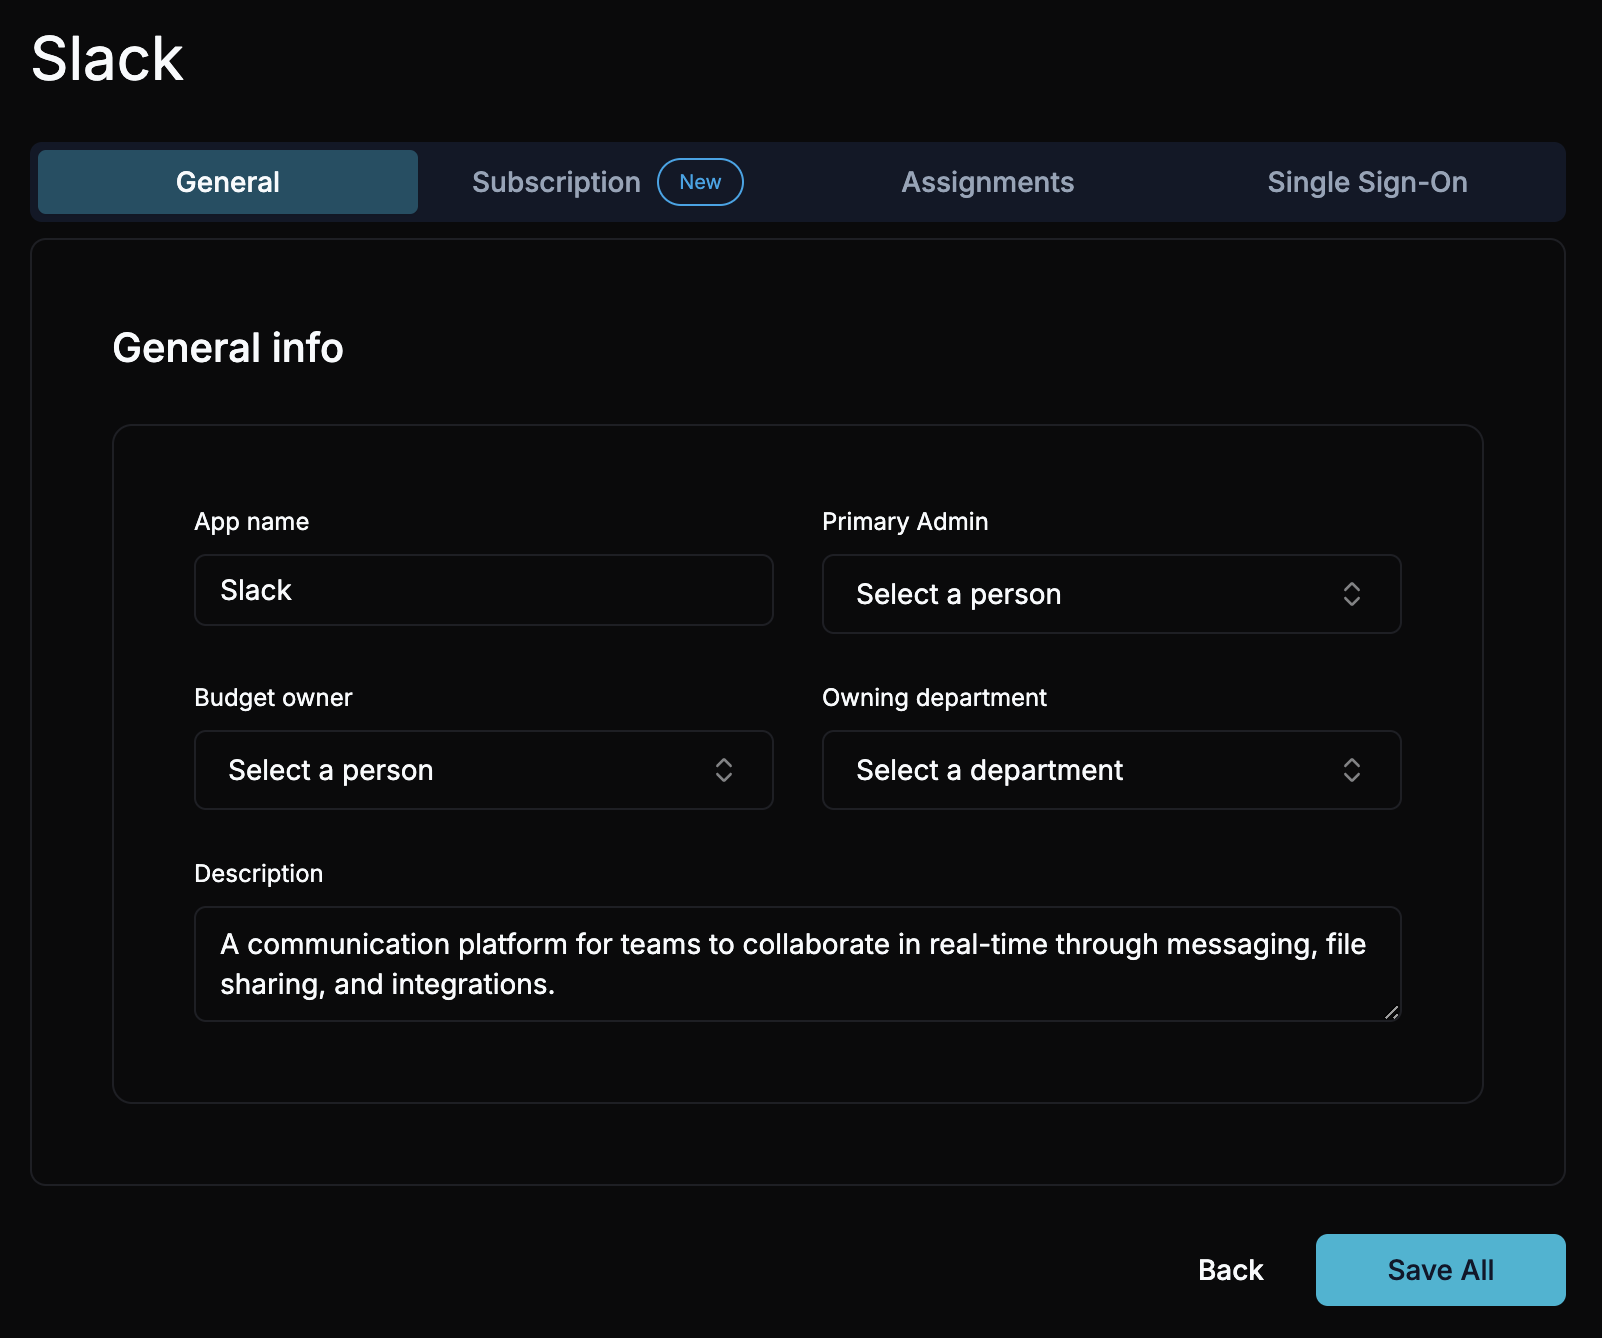 Slack
General
Subscription
New
Assignments
Single Sign-On
General info
App name
Primary Admin
Slack
Select a person
Budget owner
Owning department
Select a person
Select a department
Description
A communication platform for teams to collaborate in real-time through messaging, file
sharing, and integrations.
Back
Save All